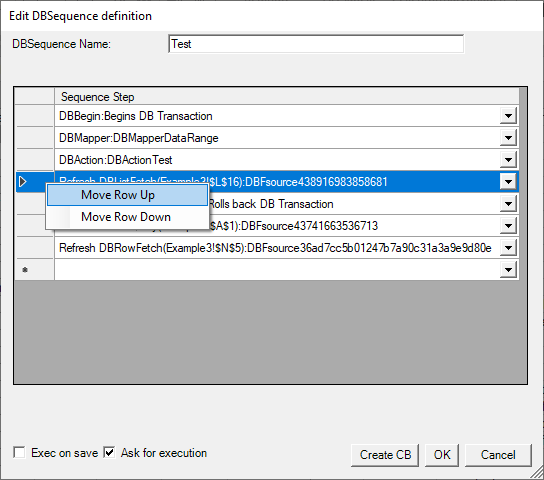 Edit DBSequence definition
DBSequence Name: Test
Sequence Step
DBBegin:Begins DB Transaction
DBMapper:DBMapperDataRange
DBAction:DBActionTest
Refresh DBListFetch(Example3!$L$16):DBFsource438916983858681
Move Row Up
Rolls back DB Transaction
Move Row Down
$A$1):DBFsource43741663536713
Refresh DBRowFetch(Example3!$N$5):DBFsource36ad7cc5b01247b7a90c31a3a9e9d80e
*
Exec on save Ask for execution Create CB OK Cancel